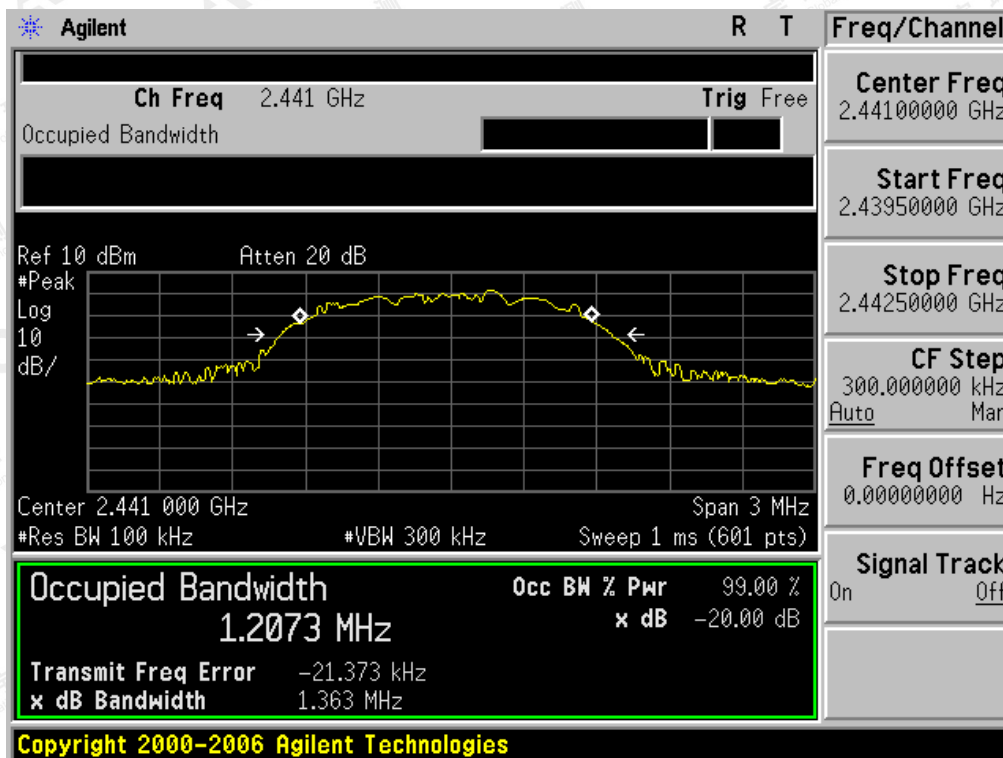 Agilent R T Freq/Channel
Ch Freq 2.441 GHz Trig Free
Occupied Bandwidth
Center Freq
2.44100000 GHz
Start Freq
2.43950000 GHz
Stop Freq
2.44250000 GHz
CF Step
300.000000 kHz
Auto Man
Freq Offset
0.00000000 Hz
Signal Track
On Off
Ref 10 dBm Atten 20 dB
#Peak
Log
10
dB/
Center 2.441 000 GHz Span 3 MHz
#Res BW 100 kHz #VBW 300 kHz Sweep 1 ms (601 pts)
Occupied Bandwidth Occ BW % Pwr 99.00 %
1.2073 MHz x dB -20.00 dB
Transmit Freq Error -21.373 kHz
x dB Bandwidth 1.363 MHz
Copyright 2000-2006 Agilent Technologies